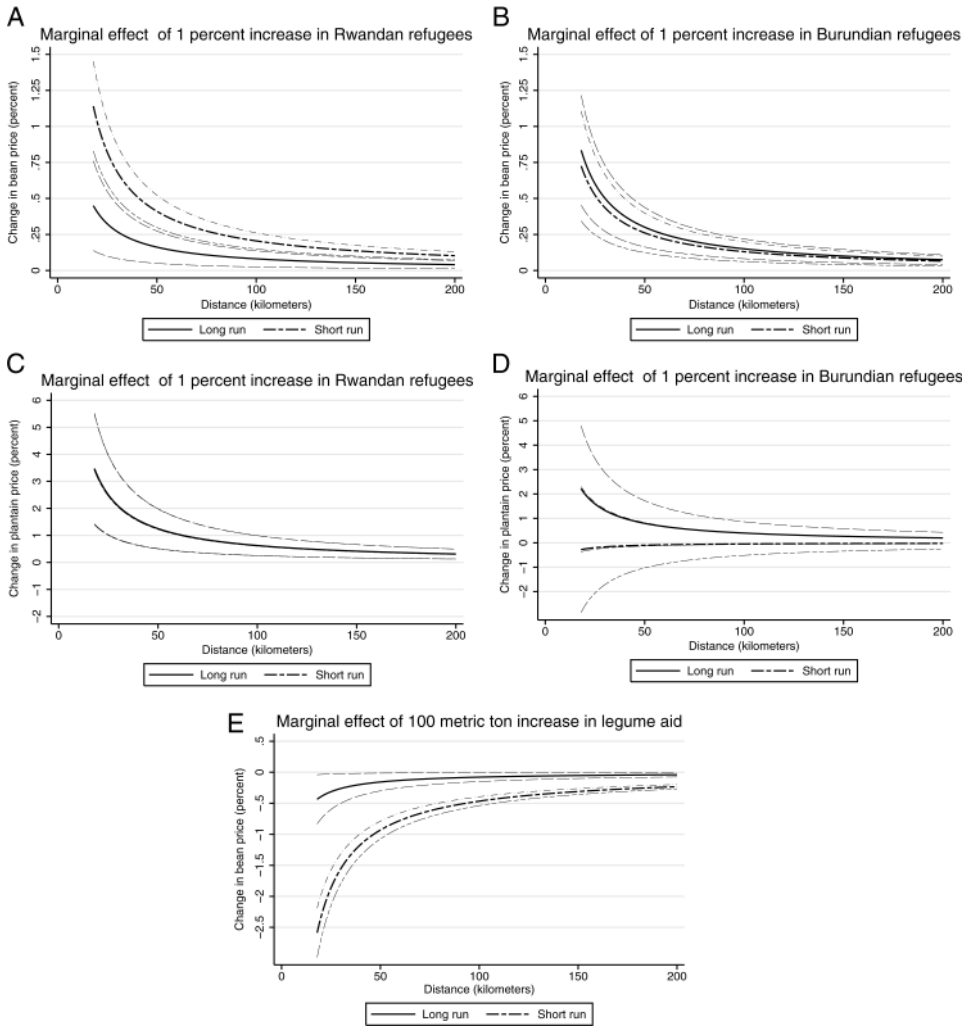 A
Marginal effect of 1 percent increase in Rwandan refugees
Change in bean price (percent)
1.5
1.25
1
.75
.5
.25
0
0
50
100
150
200
Distance (kilometers)
Long run
Short run
B
Marginal effect of 1 percent increase in Burundian refugees
Change in bean price (percent)
1.5
1.25
1
.75
.5
.25
0
0
50
100
150
200
Distance (kilometers)
Long run
Short run
C
Marginal effect of 1 percent increase in Rwandan refugees
Change in plantain price (percent)
6
5
4
3
2
1
0
−1
−2
0
50
100
150
200
Distance (kilometers)
Long run
Short run
D
Marginal effect of 1 percent increase in Burundian refugees
Change in plantain price (percent)
6
5
4
3
2
1
0
−1
−2
0
50
100
150
200
Distance (kilometers)
Long run
Short run
E
Marginal effect of 100 metric ton increase in legume aid
Change in bean price (percent)
.5
0
−.5
−1
−1.5
−2
−2.5
0
50
100
150
200
Distance (kilometers)
Long run
Short run